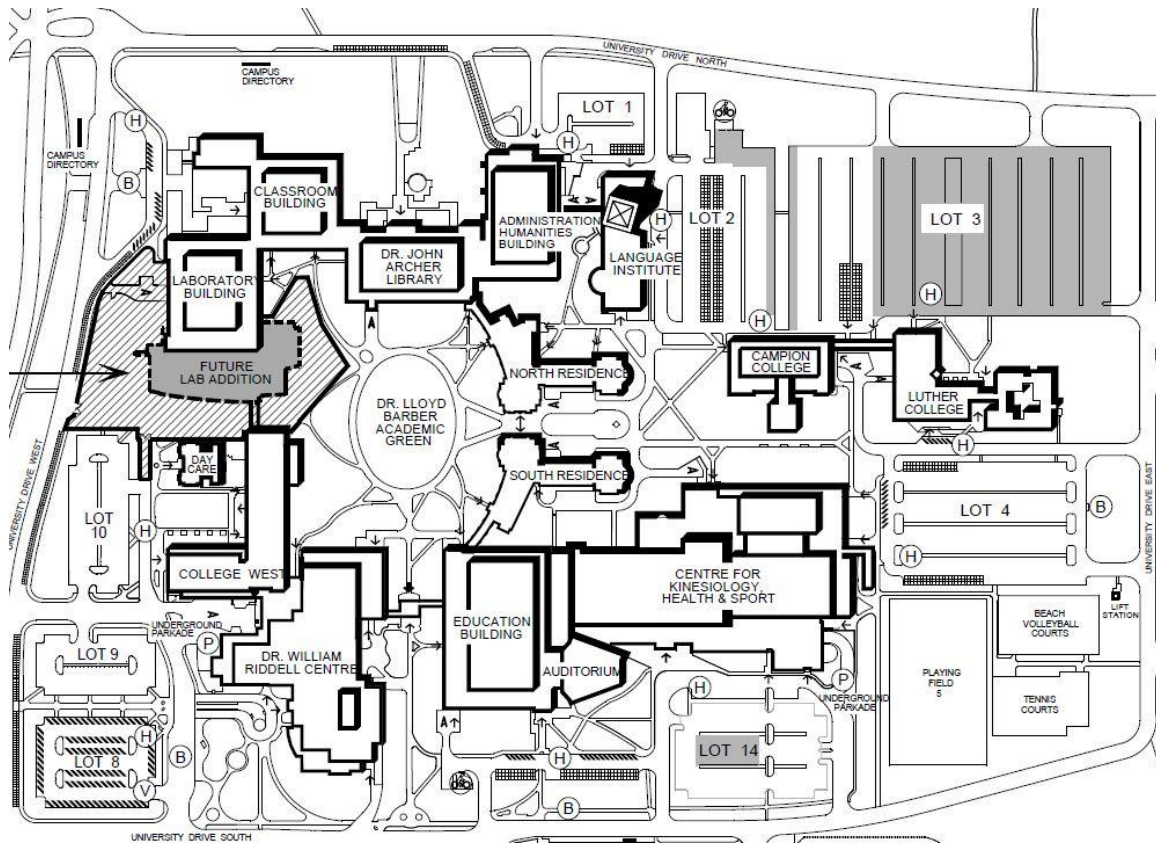 UNIVERSITY DRIVE NORTH
CAMPUS
DIRECTORY
LOT 1
H
H
CAMPUS
DIRECTORY
B
CLASSROOM
BUILDING
ADMINISTRATION
HUMANITIES
BUILDING
A
A
LOT 2
LOT 3
H
LANGUAGE
INSTITUTE
DR. JOHN
ARCHER
LIBRARY
LABORATORY
BUILDING
A
H
H
A
FUTURE
LAB ADDITION
NORTH RESIDENCE
CAMPION
COLLEGE
A
A
LUTHER
COLLEGE
DR. LLOYD
BARBER
ACADEMIC
GREEN
A
A
H
DAY
CARE
SOUTH RESIDENCE
A
UNIVERSITY DRIVE WEST
LOT
10
H
LOT 4
B
UNIVERSITY DRIVE EAST
H
COLLEGE WEST
CENTRE FOR
KINESIOLOGY,
HEALTH & SPORT
LIFT
STATION
A
UNDERGROUND
PARKADE
P
EDUCATION
BUILDING
BEACH
VOLLEYBALL
COURTS
LOT 9
DR. WILLIAM
RIDDELL CENTRE
AUDITORIUM
PLAYING
FIELD
5
P
UNDERGROUND
PARKADE
H
TENNIS
COURTS
A
H
LOT 8
B
H
LOT 14
V
B
UNIVERSITY DRIVE SOUTH